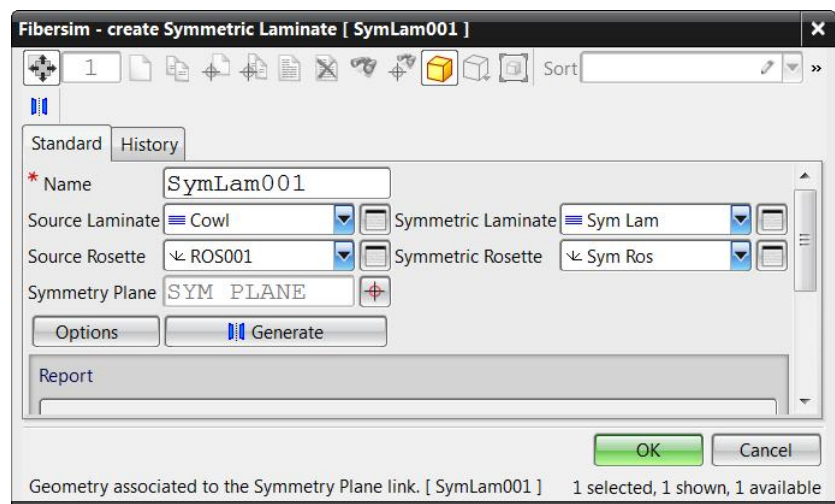 Fibersim - create Symmetric Laminate [ SymLam001 ]
1 Sort »
Standard History
* Name SymLam001
Source Laminate Cowl Symmetric Laminate Sym Lam
Source Rosette ROS001 Symmetric Rosette Sym Ros
Symmetry Plane SYM PLANE
Options Generate
Report
OK Cancel
Geometry associated to the Symmetry Plane link. [ SymLam001 ] 1 selected, 1 shown, 1 available